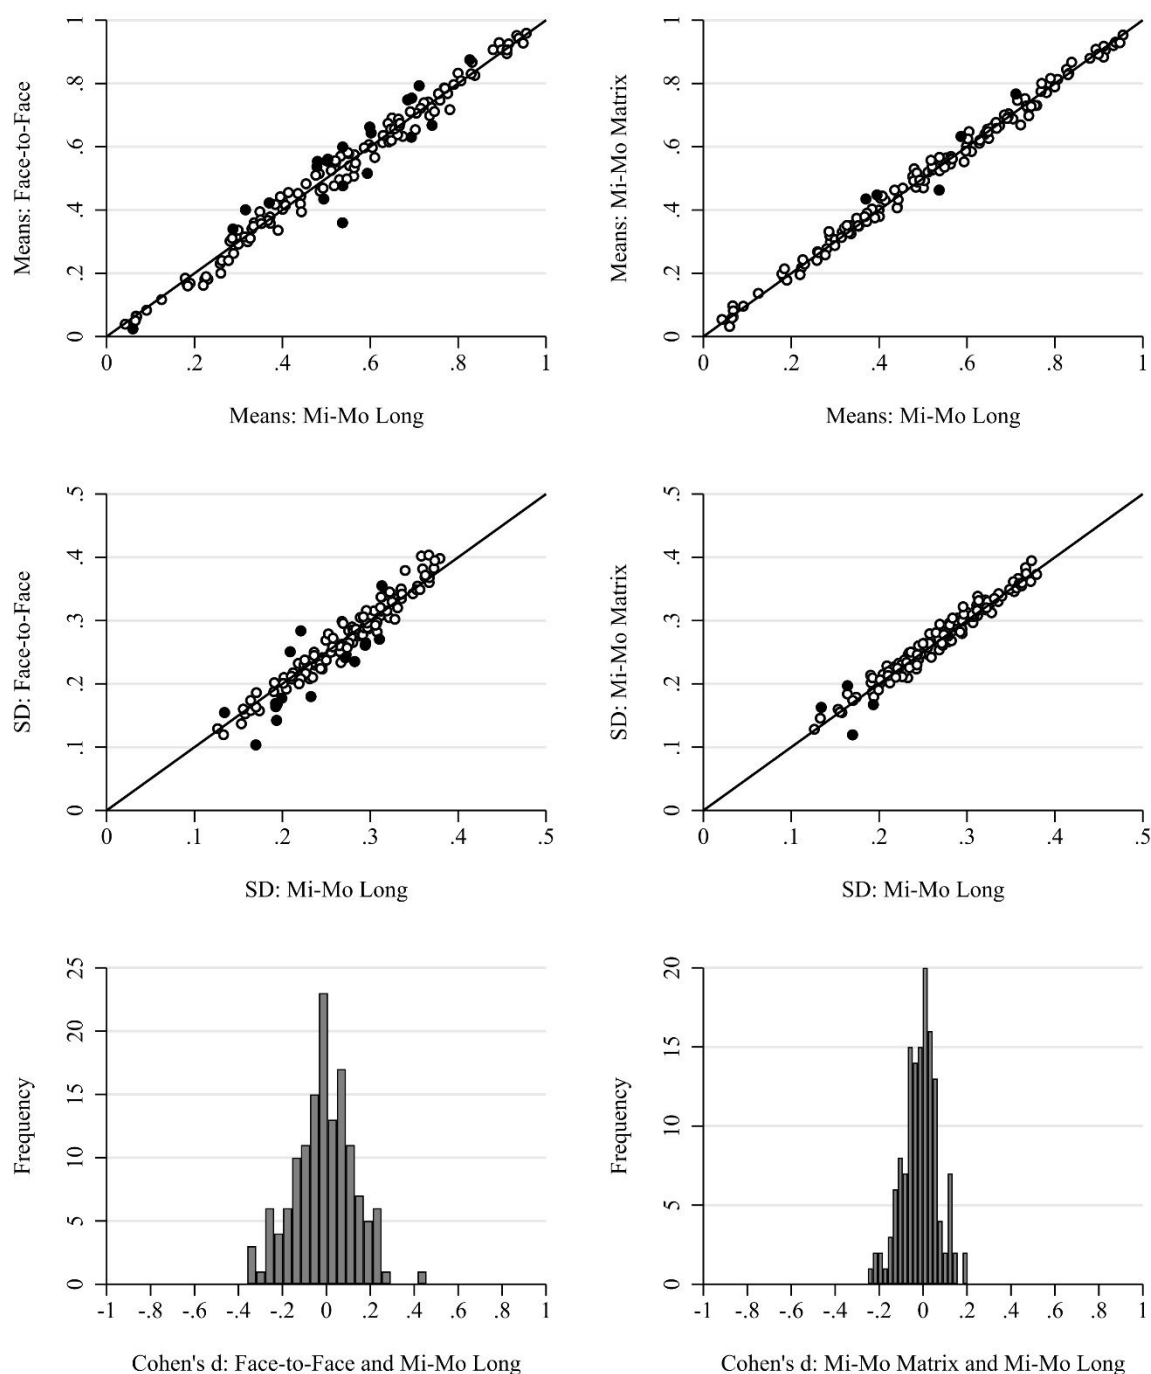 Means: Face-to-Face
0 .2 .4 .6 .8 1
0 .2 .4 .6 .8 1
Means: Mi-Mo Long
Means: Mi-Mo Matrix
0 .2 .4 .6 .8 1
0 .2 .4 .6 .8 1
Means: Mi-Mo Long
SD: Face-to-Face
0 .1 .2 .3 .4 .5
0 .1 .2 .3 .4 .5
SD: Mi-Mo Long
SD: Mi-Mo Matrix
0 .1 .2 .3 .4 .5
0 .1 .2 .3 .4 .5
SD: Mi-Mo Long
Frequency
0 5 10 15 20 25
-1 -.8 -.6 -.4 -.2 0 .2 .4 .6 .8 1
Cohen's d: Face-to-Face and Mi-Mo Long
Frequency
0 5 10 15 20
-1 -.8 -.6 -.4 -.2 0 .2 .4 .6 .8 1
Cohen's d: Mi-Mo Matrix and Mi-Mo Long